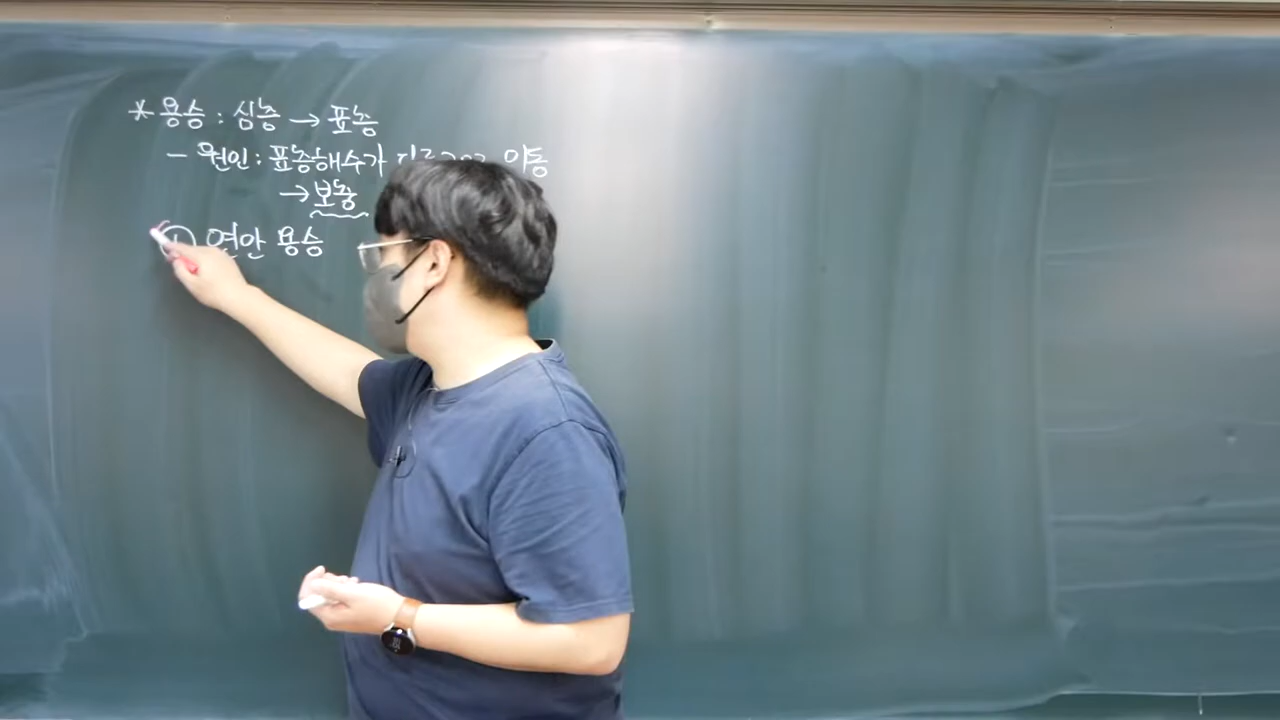 * 용승 : 심층 → 표층
- 원인 : 표층해수가 이동
→ 보충
① 연안 용승